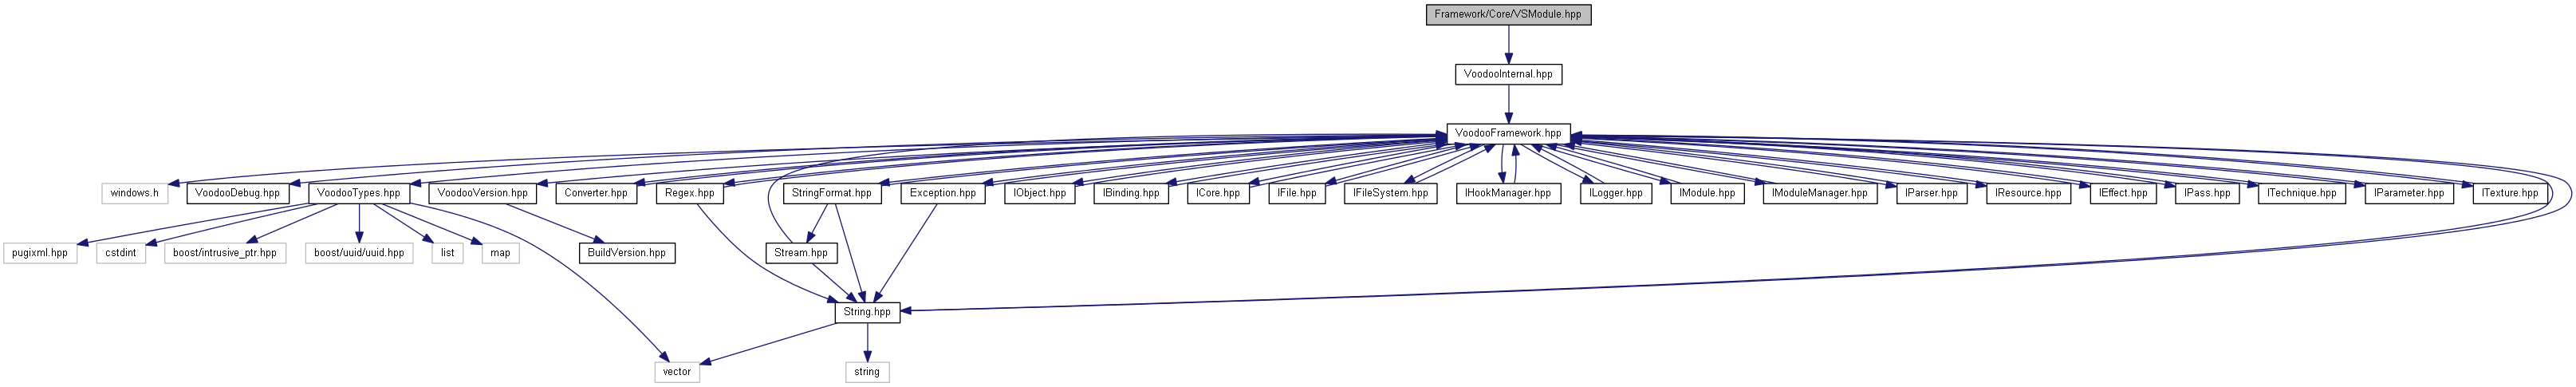 Framework/Core/VSModule.hpp
VoodooInternal.hpp
VoodooFramework.hpp
windows.h
VoodooDebug.hpp
VoodooTypes.hpp
VoodooVersion.hpp
Converter.hpp
Regex.hpp
StringFormat.hpp
Exception.hpp
IObject.hpp
IBinding.hpp
ICore.hpp
IFile.hpp
IFileSystem.hpp
IHookManager.hpp
ILogger.hpp
IModule.hpp
IModuleManager.hpp
IParser.hpp
IResource.hpp
IEffect.hpp
IPass.hpp
ITechnique.hpp
IParameter.hpp
ITexture.hpp
pugixml.hpp
cstdint
boost/intrusive_ptr.hpp
boost/uuid/uuid.hpp
list
map
BuildVersion.hpp
Stream.hpp
String.hpp
vector
string